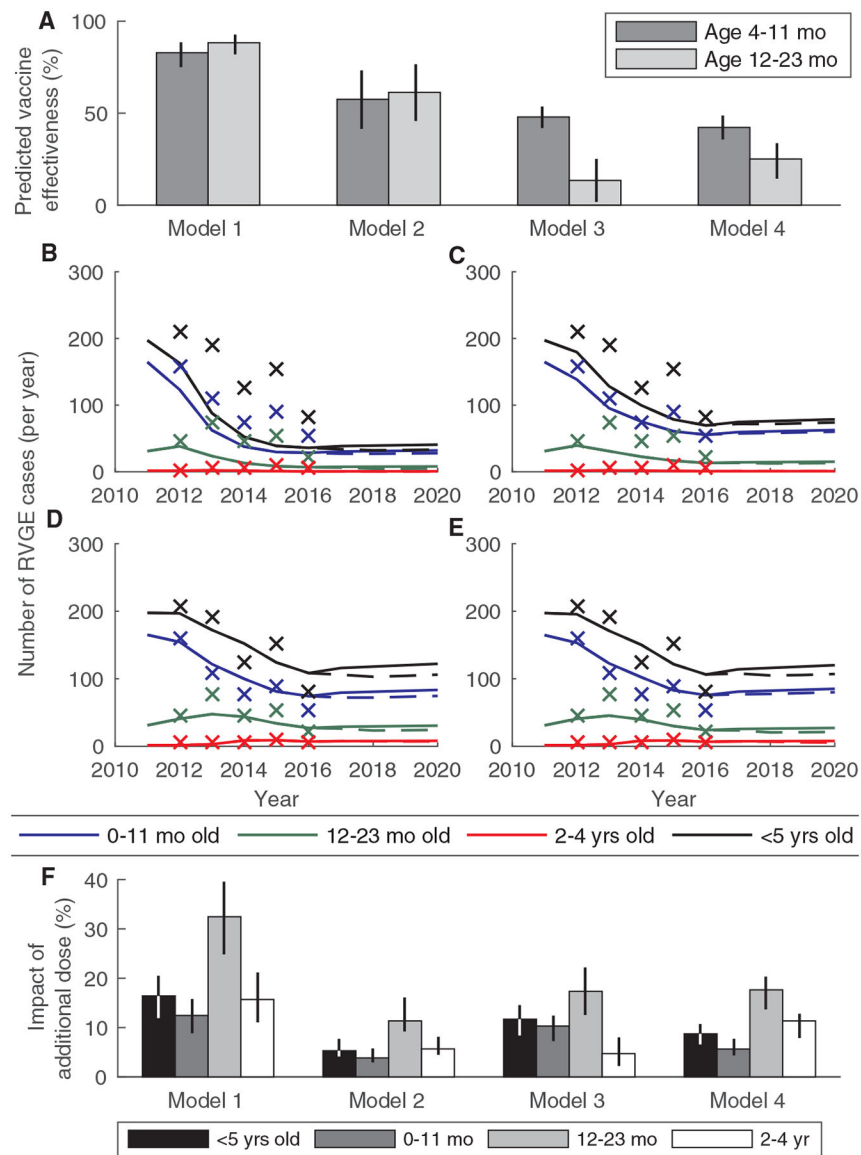 A
100
50
0
Predicted vaccine
effectiveness (%)
Age 4-11 mo
Age 12-23 mo
Model 1 Model 2 Model 3 Model 4
B
C
300 300
200 200
100 100
0 0
2010 2012 2014 2016 2018 2020 2010 2012 2014 2016 2018 2020
Number of RVGE cases (per year)
D
E
300 300
200 200
100 100
0 0
2010 2012 2014 2016 2018 2020 2010 2012 2014 2016 2018 2020
Year Year
0-11 mo old 12-23 mo old 2-4 yrs old <5 yrs old
F
40
30
20
10
0
Impact of
additional dose (%)
Model 1 Model 2 Model 3 Model 4
<5 yrs old 0-11 mo 12-23 mo 2-4 yr